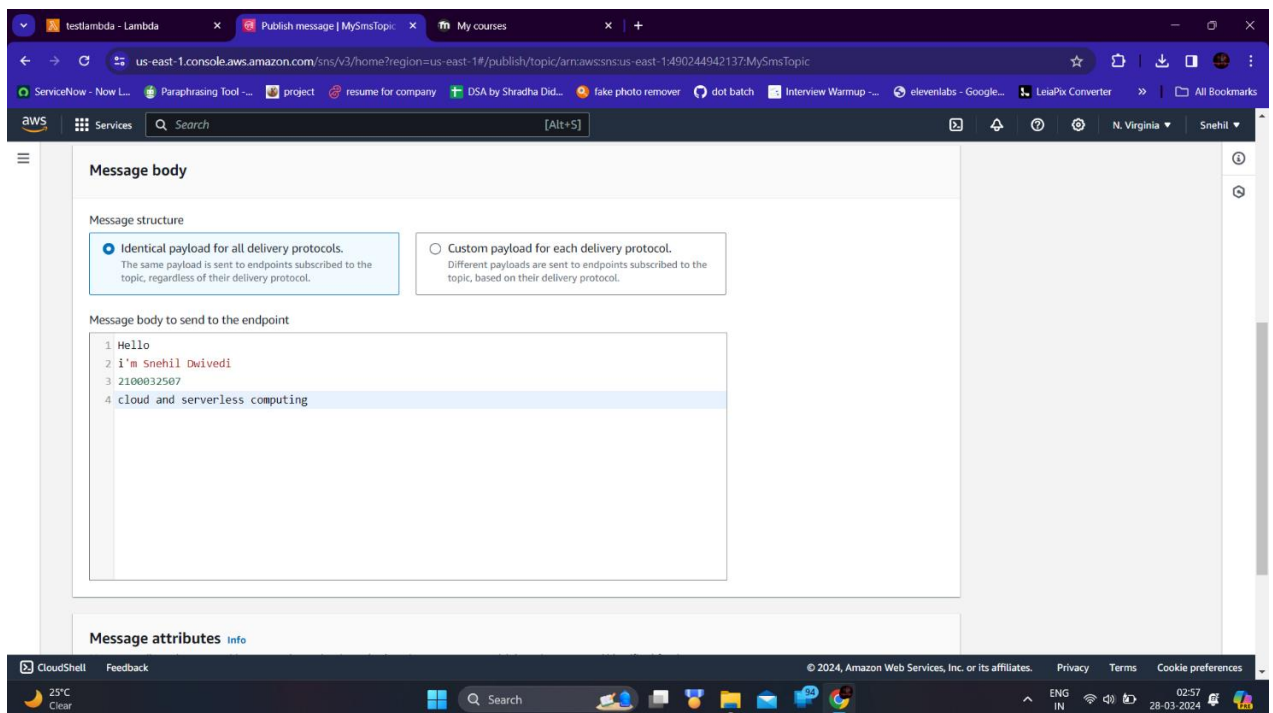 testlambda - Lambda
Publish message | MySmsTopic
My courses
us-east-1.console.aws.amazon.com/sns/v3/home?region=us-east-1#/publish/topic/arn:aws:sns:us-east-1:490244942137:MySmsTopic
ServiceNow - Now L... Paraphrasing Tool -... project resume for company DSA by Shradha Did... fake photo remover dot batch Interview Warmup -... elevenlabs - Google... LeiaPix Converter » All Bookmarks
aws Services Search [Alt+S] N. Virginia Snehil
Message body
Message structure
Identical payload for all delivery protocols.
The same payload is sent to endpoints subscribed to the
topic, regardless of their delivery protocol.
Custom payload for each delivery protocol.
Different payloads are sent to endpoints subscribed to the
topic, based on their delivery protocol.
Message body to send to the endpoint
1 Hello
2 i'm Snehil Dwivedi
3 2100032507
4 cloud and serverless computing
Message attributes Info
CloudShell Feedback © 2024, Amazon Web Services, Inc. or its affiliates. Privacy Terms Cookie preferences
25°C
Clear
Search
94
ENG
IN
02:57
28-03-2024
PRE